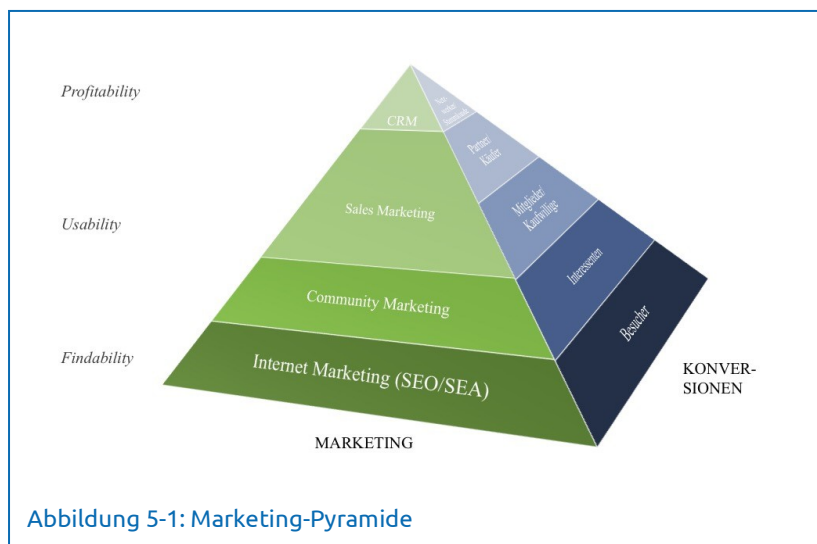 Profitability
CRM
Partner/
Käufer
Sales Marketing
Mitglieder/
Kaufwillige
Usability
Interessenten
Community Marketing
Besucher
Findability
Internet Marketing (SEO/SEA)
KONVER-
SIONEN
MARKETING
Abbildung 5-1: Marketing-Pyramide